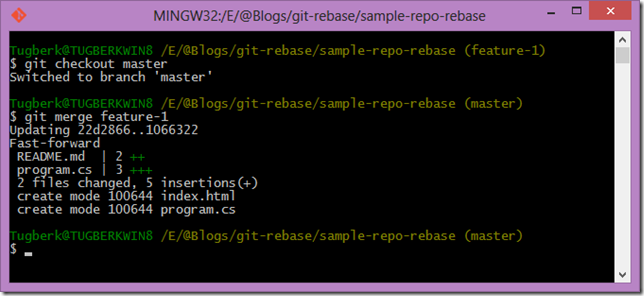 MINGW32:/E/@Blogs/git-rebase/sample-repo-rebase
Tugberk@TUGBERKWIN8 /E/@Blogs/git-rebase/sample-repo-rebase (feature-1)
$ git checkout master
Switched to branch 'master'
Tugberk@TUGBERKWIN8 /E/@Blogs/git-rebase/sample-repo-rebase (master)
$ git merge feature-1
Updating 22d2866..1066322
Fast-forward
README.md | 2 ++
program.cs | 3 +++
2 files changed, 5 insertions(+)
create mode 100644 index.html
create mode 100644 program.cs
Tugberk@TUGBERKWIN8 /E/@Blogs/git-rebase/sample-repo-rebase (master)
$